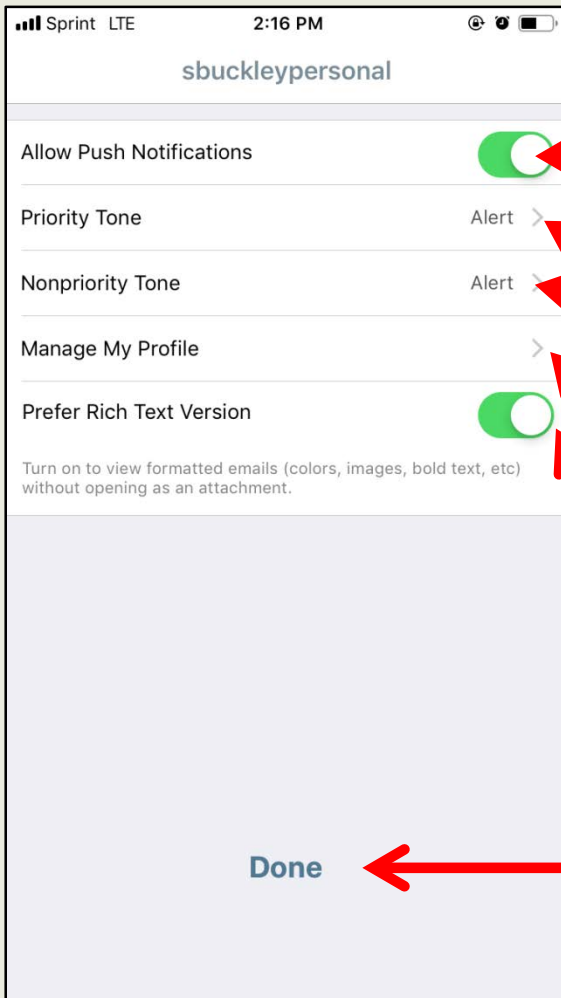 Sprint LTE 2:16 PM
sbuckleypersonal
Allow Push Notifications
Priority Tone Alert
Nonpriority Tone Alert
Manage My Profile
Prefer Rich Text Version
Turn on to view formatted emails (colors, images, bold text, etc)
without opening as an attachment.
Done